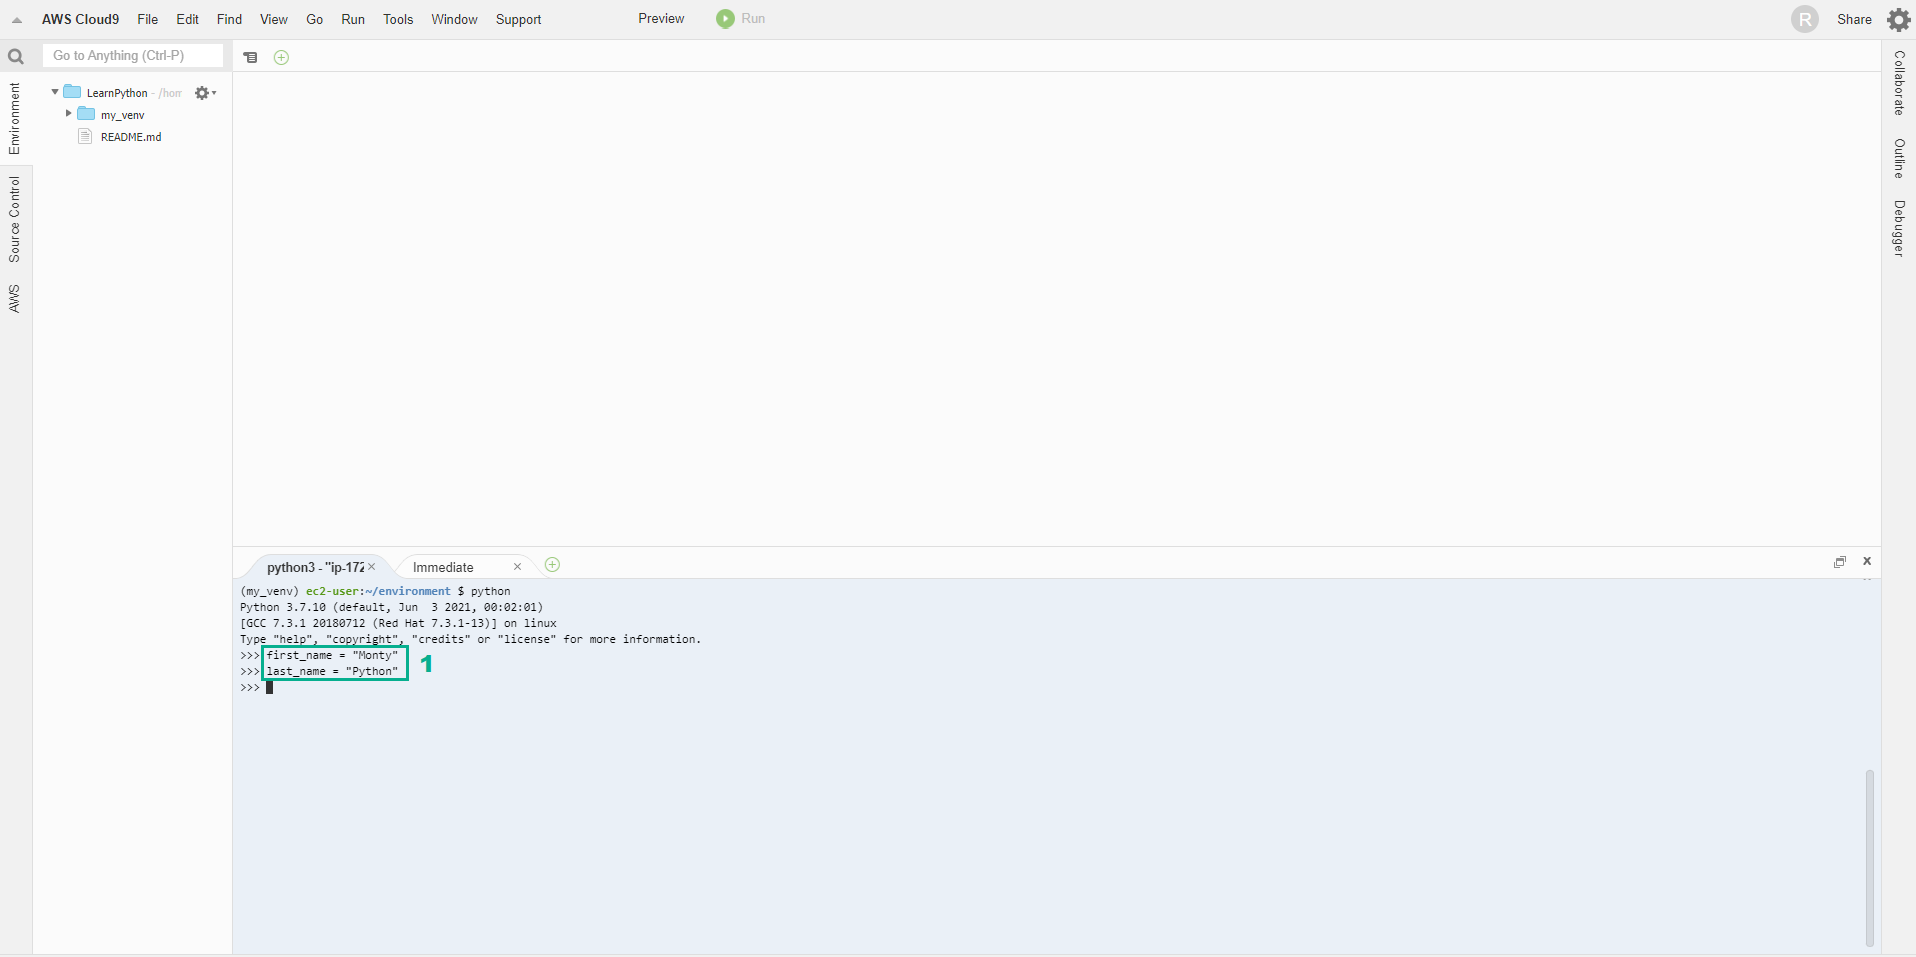 AWS Cloud9 File Edit Find View Go Run Tools Window Support Preview Run R Share
Go to Anything (Ctrl-P)
Environment
Source Control
AWS
LearnPython - /hom
my_venv
README.md
Collaborate
Outline
Debugger
python3 - "ip-172 × Immediate ×
(my_venv) ec2-user:~/environment $ python
Python 3.7.10 (default, Jun  3 2021, 00:02:01)
[GCC 7.3.1 20180712 (Red Hat 7.3.1-13)] on linux
Type "help", "copyright", "credits" or "license" for more information.
>>> first_name = "Monty"
>>> last_name = "Python"
1
>>>